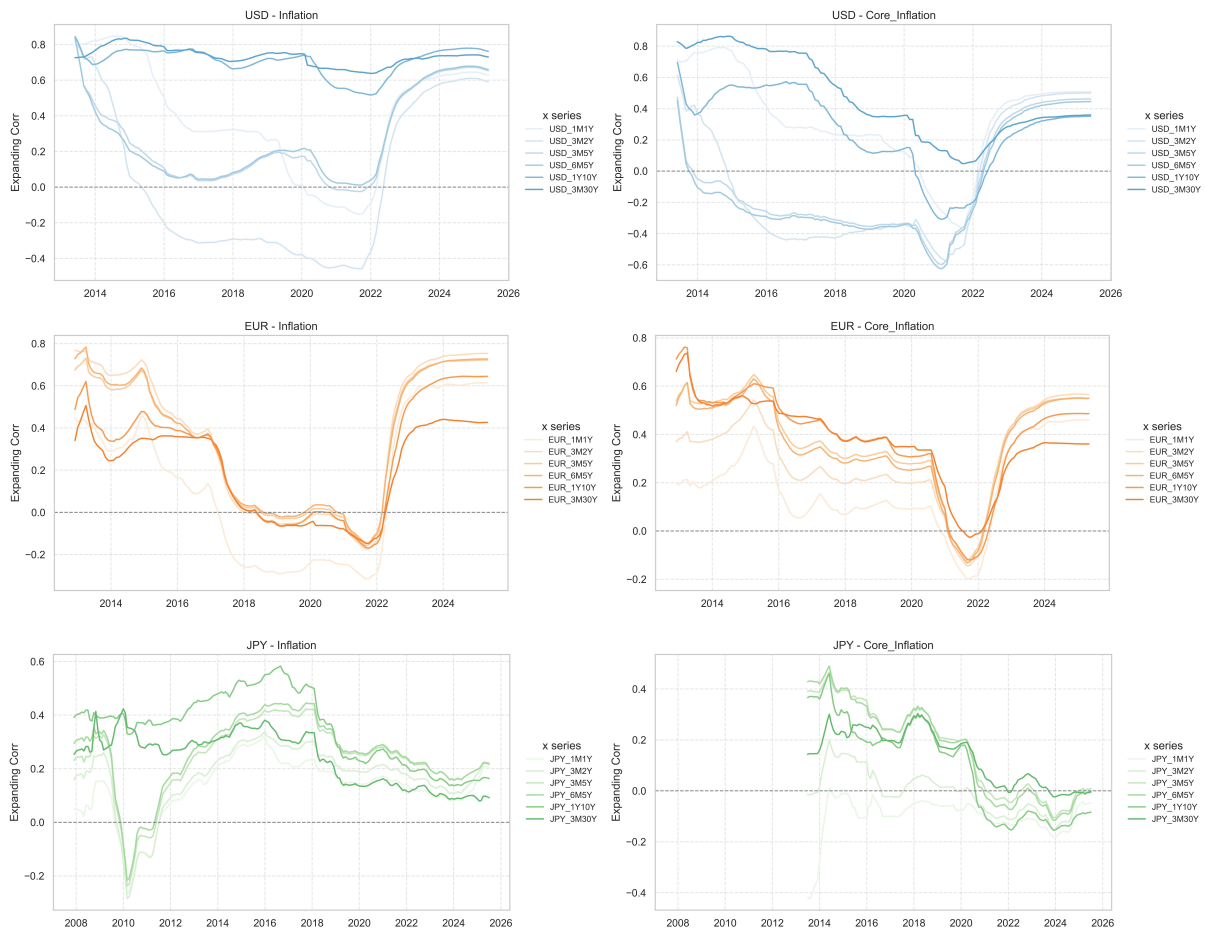 USD - Inflation
Expanding Corr
0.8
0.6
0.4
0.2
0.0
−0.2
−0.4
2014 2016 2018 2020 2022 2024 2026
x series
USD_1M1Y
USD_3M2Y
USD_3M5Y
USD_6M5Y
USD_1Y10Y
USD_3M30Y
USD - Core_Inflation
Expanding Corr
0.8
0.6
0.4
0.2
0.0
−0.2
−0.4
−0.6
2014 2016 2018 2020 2022 2024 2026
x series
USD_1M1Y
USD_3M2Y
USD_3M5Y
USD_6M5Y
USD_1Y10Y
USD_3M30Y
EUR - Inflation
Expanding Corr
0.8
0.6
0.4
0.2
0.0
−0.2
2014 2016 2018 2020 2022 2024
x series
EUR_1M1Y
EUR_3M2Y
EUR_3M5Y
EUR_6M5Y
EUR_1Y10Y
EUR_3M30Y
EUR - Core_Inflation
Expanding Corr
0.8
0.6
0.4
0.2
0.0
−0.2
2014 2016 2018 2020 2022 2024
x series
EUR_1M1Y
EUR_3M2Y
EUR_3M5Y
EUR_6M5Y
EUR_1Y10Y
EUR_3M30Y
JPY - Inflation
Expanding Corr
0.6
0.4
0.2
0.0
−0.2
2008 2010 2012 2014 2016 2018 2020 2022 2024 2026
x series
JPY_1M1Y
JPY_3M2Y
JPY_3M5Y
JPY_6M5Y
JPY_1Y10Y
JPY_3M30Y
JPY - Core_Inflation
Expanding Corr
0.4
0.2
0.0
−0.2
−0.4
2008 2010 2012 2014 2016 2018 2020 2022 2024 2026
x series
JPY_1M1Y
JPY_3M2Y
JPY_3M5Y
JPY_6M5Y
JPY_1Y10Y
JPY_3M30Y